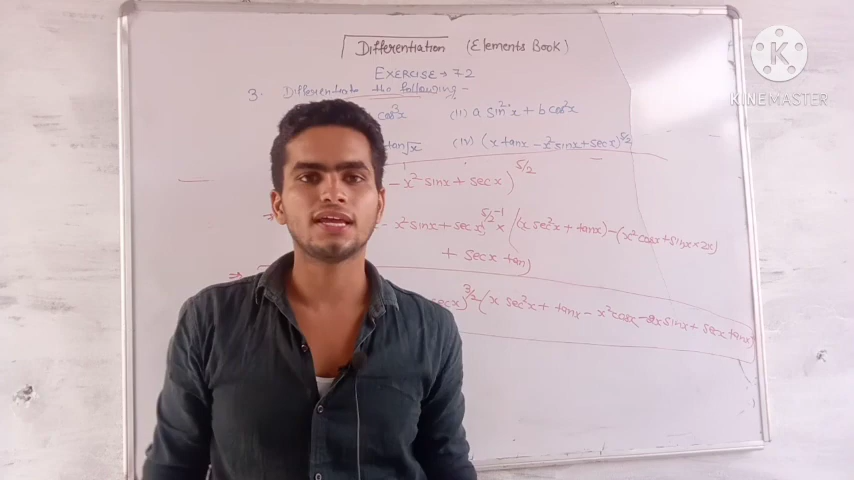 Differentiation (Elements Book)
EXERCISE → 7.2
3. Differentiate the following:-
cos³x (ii) a sin²x + b cos²x
tan√x (iv) (x tanx - x² sinx + secx)^5/2
- x² sinx + secx)^5/2
- x² sinx + secx)^5/2-1 × ((x sec²x + tanx) - (x² cosx + sinx × 2x)
+ secx tanx)
⇒ secx)^3/2 (x sec²x + tanx - x² cosx - 2x sinx + secx tanx)
K
KINEMASTER